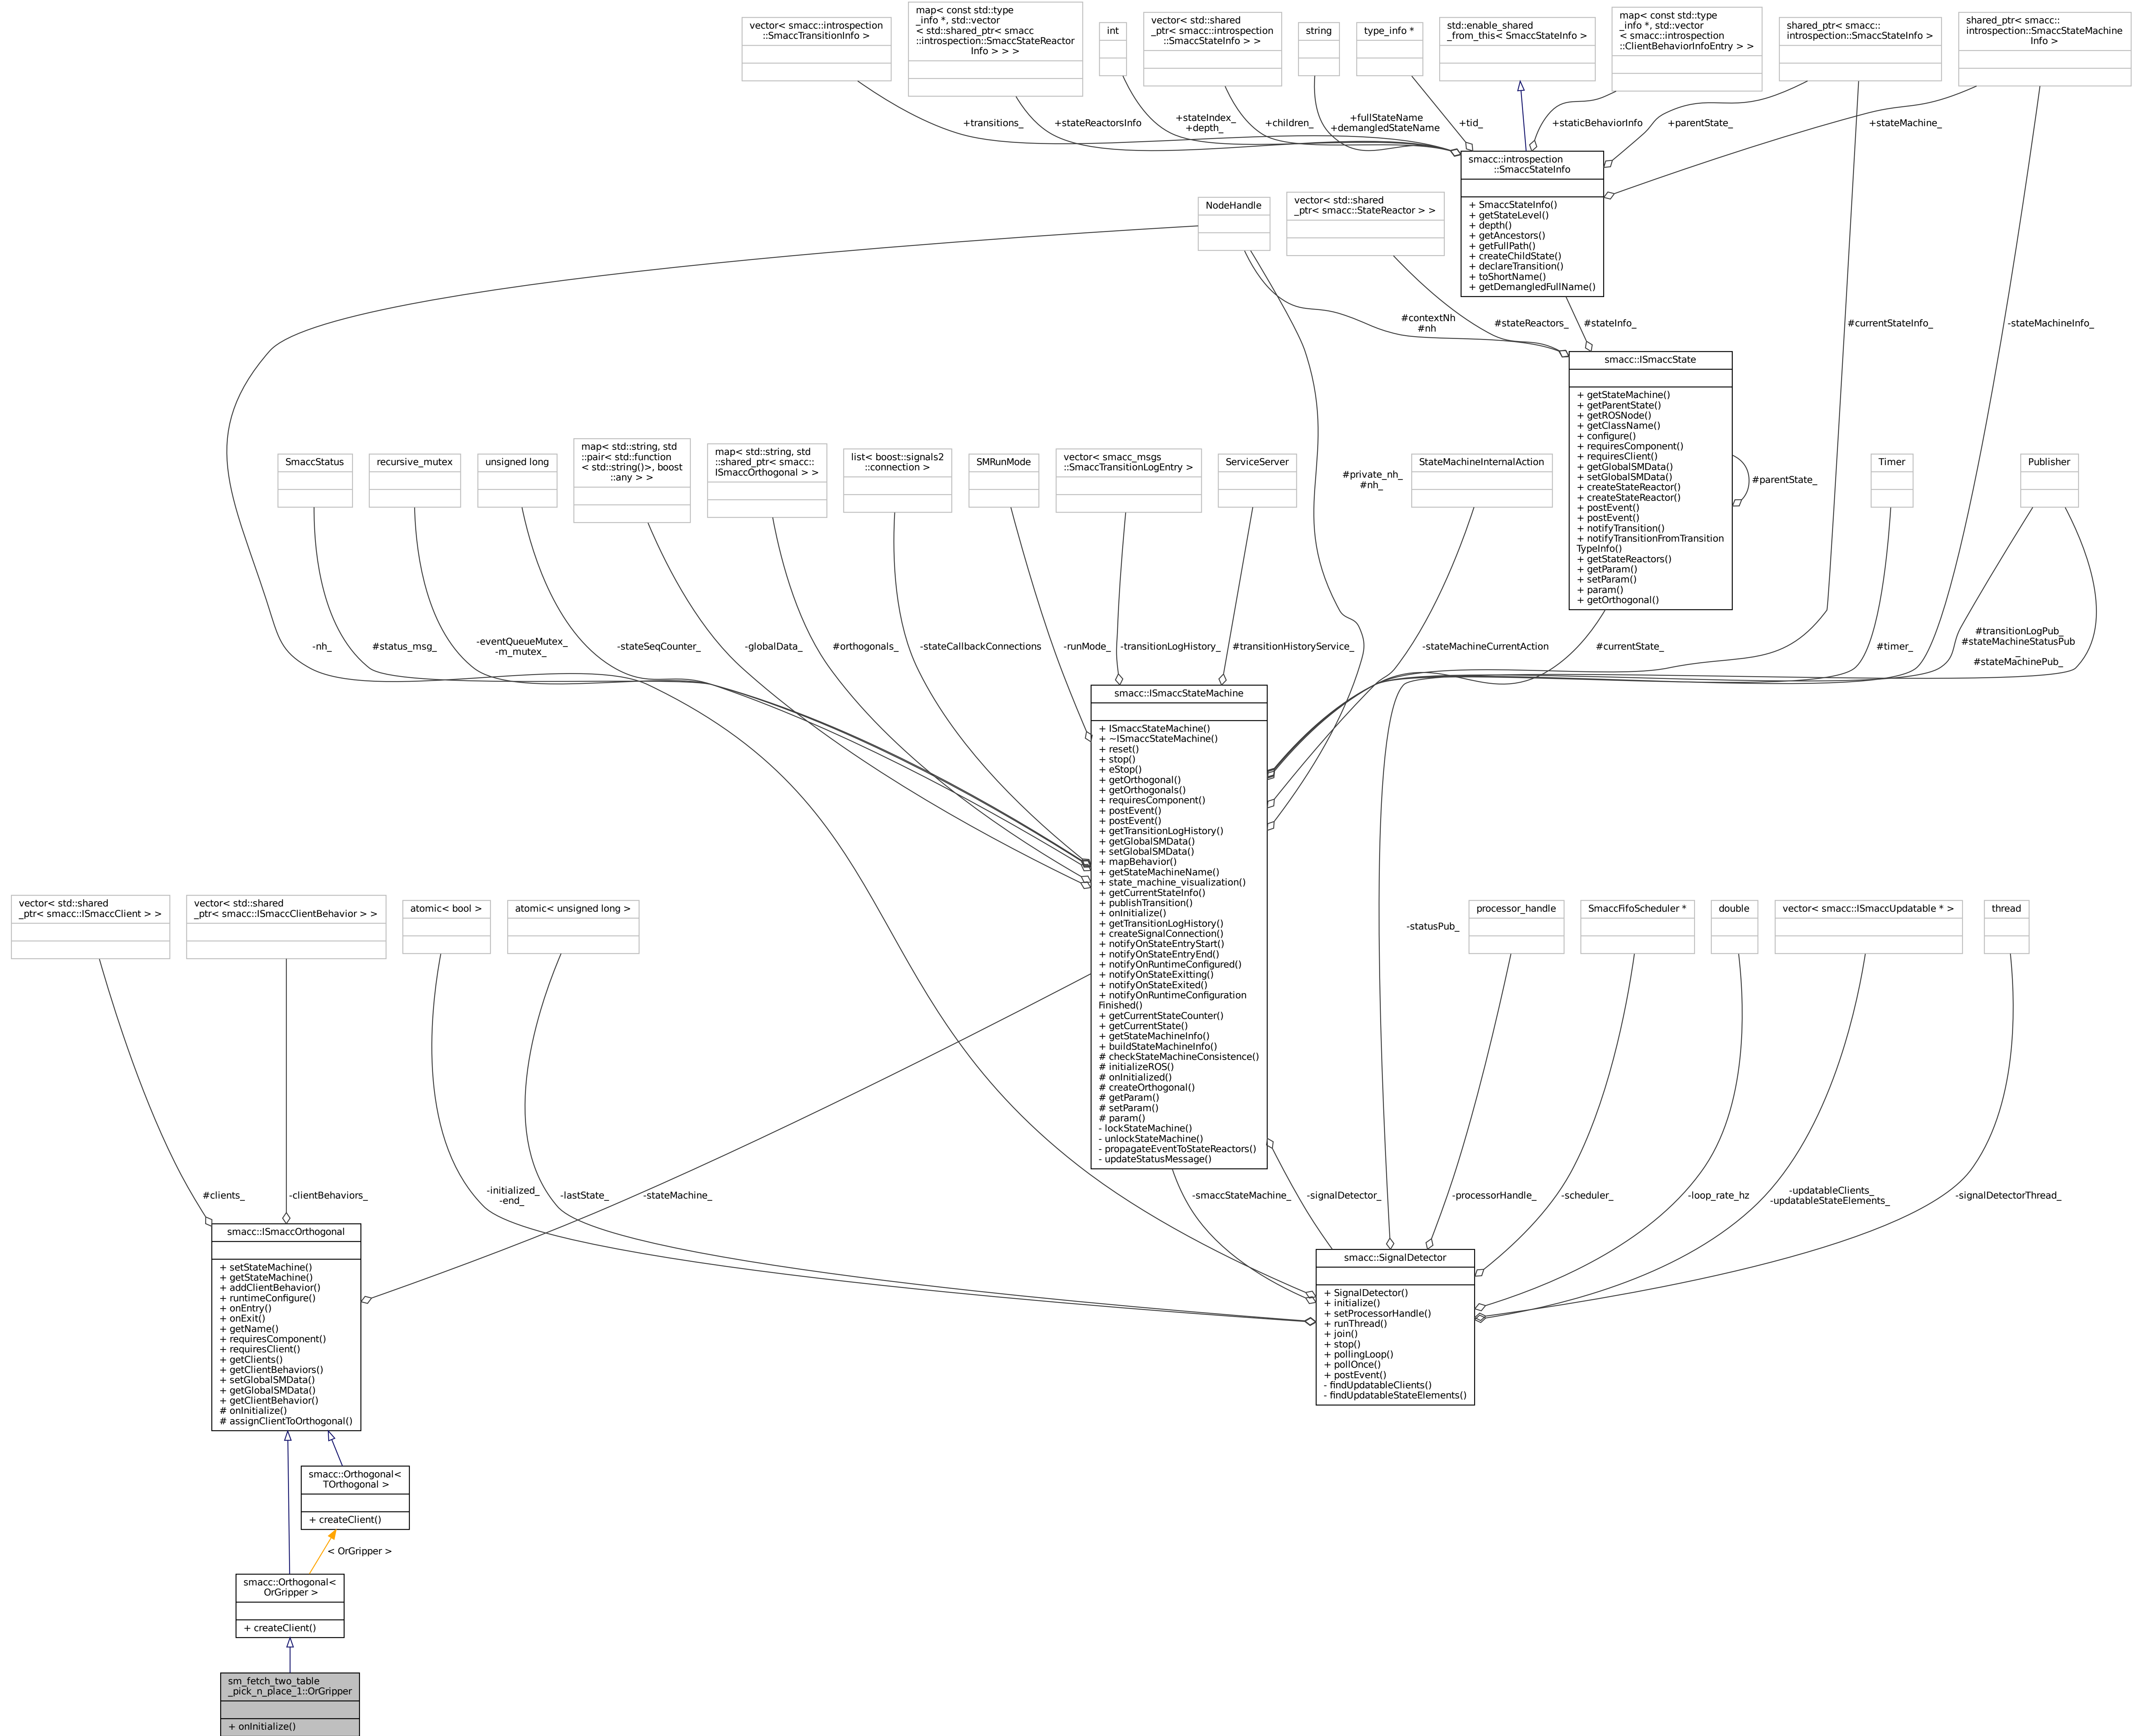 vector< smacc::introspection
::SmaccTransitionInfo >
map< const std::type
_info *, std::vector
< std::shared_ptr< smacc
::introspection::SmaccStateReactor
Info > > >
int
vector< std::shared
_ptr< smacc::introspection
::SmaccStateInfo > >
string
type_info *
std::enable_shared
_from_this< SmaccStateInfo >
map< const std::type
_info *, std::vector
< smacc::introspection
::ClientBehaviorInfoEntry > >
shared_ptr< smacc::
introspection::SmaccStateInfo >
shared_ptr< smacc::
introspection::SmaccStateMachine
Info >
+transitions_
+stateReactorsInfo
+stateIndex_
+depth_
+children_
+fullStateName
+demangledStateName
+tid_
+staticBehaviorInfo
+parentState_
+stateMachine_
smacc::introspection
::SmaccStateInfo
+ SmaccStateInfo()
+ getStateLevel()
+ depth()
+ getAncestors()
+ getFullPath()
+ createChildState()
+ declareTransition()
+ toShortName()
+ getDemangledFullName()
NodeHandle
vector< std::shared
_ptr< smacc::StateReactor > >
#contextNh
#nh
#stateReactors_
#stateInfo_
#currentStateInfo_
-stateMachineInfo_
smacc::ISmaccState
+ getStateMachine()
+ getParentState()
+ getROSNode()
+ getClassName()
+ configure()
+ requiresComponent()
+ requiresClient()
+ getGlobalSMData()
+ setGlobalSMData()
+ createStateReactor()
+ createStateReactor()
+ postEvent()
+ postEvent()
+ notifyTransition()
+ notifyTransitionFromTransition
TypeInfo()
+ getStateReactors()
+ getParam()
+ setParam()
+ param()
+ getOrthogonal()
#parentState_
SmaccStatus
recursive_mutex
unsigned long
map< std::string, std
::pair< std::function
< std::string()>, boost
::any > >
map< std::string, std
::shared_ptr< smacc::
ISmaccOrthogonal > >
list< boost::signals2
::connection >
SMRunMode
vector< smacc_msgs
::SmaccTransitionLogEntry >
ServiceServer
#private_nh_
#nh_
StateMachineInternalAction
Timer
Publisher
-nh_
#status_msg_
-eventQueueMutex_
-m_mutex_
-stateSeqCounter_
-globalData_
#orthogonals_
-stateCallbackConnections
-runMode_
-transitionLogHistory_
#transitionHistoryService_
-stateMachineCurrentAction
#currentState_
#timer_
#transitionLogPub_
#stateMachineStatusPub
_
#stateMachinePub_
smacc::ISmaccStateMachine
+ ISmaccStateMachine()
+ ~ISmaccStateMachine()
+ reset()
+ stop()
+ eStop()
+ getOrthogonal()
+ getOrthogonals()
+ requiresComponent()
+ postEvent()
+ postEvent()
+ getTransitionLogHistory()
+ getGlobalSMData()
+ setGlobalSMData()
+ mapBehavior()
+ getStateMachineName()
+ state_machine_visualization()
+ getCurrentStateInfo()
+ publishTransition()
+ onInitialize()
+ getTransitionLogHistory()
+ createSignalConnection()
+ notifyOnStateEntryStart()
+ notifyOnStateEntryEnd()
+ notifyOnRuntimeConfigured()
+ notifyOnStateExitting()
+ notifyOnStateExited()
+ notifyOnRuntimeConfiguration
Finished()
+ getCurrentStateCounter()
+ getCurrentState()
+ getStateMachineInfo()
+ buildStateMachineInfo()
# checkStateMachineConsistence()
# initializeROS()
# onInitialized()
# createOrthogonal()
# getParam()
# setParam()
# param()
- lockStateMachine()
- unlockStateMachine()
- propagateEventToStateReactors()
- updateStatusMessage()
vector< std::shared
_ptr< smacc::ISmaccClient > >
vector< std::shared
_ptr< smacc::ISmaccClientBehavior > >
atomic< bool >
atomic< unsigned long >
-statusPub_
processor_handle
SmaccFifoScheduler *
double
vector< smacc::ISmaccUpdatable * >
thread
#clients_
-clientBehaviors_
-initialized_
-end_
-lastState_
-stateMachine_
-smaccStateMachine_
-signalDetector_
-processorHandle_
-scheduler_
-loop_rate_hz
-updatableClients_
-updatableStateElements_
-signalDetectorThread_
smacc::ISmaccOrthogonal
+ setStateMachine()
+ getStateMachine()
+ addClientBehavior()
+ runtimeConfigure()
+ onEntry()
+ onExit()
+ getName()
+ requiresComponent()
+ requiresClient()
+ getClients()
+ getClientBehaviors()
+ setGlobalSMData()
+ getGlobalSMData()
+ getClientBehavior()
# onInitialize()
# assignClientToOrthogonal()
smacc::SignalDetector
+ SignalDetector()
+ initialize()
+ setProcessorHandle()
+ runThread()
+ join()
+ stop()
+ pollingLoop()
+ pollOnce()
+ postEvent()
- findUpdatableClients()
- findUpdatableStateElements()
smacc::Orthogonal<
TOrthogonal >
+ createClient()
< OrGripper >
smacc::Orthogonal<
OrGripper >
+ createClient()
sm_fetch_two_table
_pick_n_place_1::OrGripper
+ onInitialize()